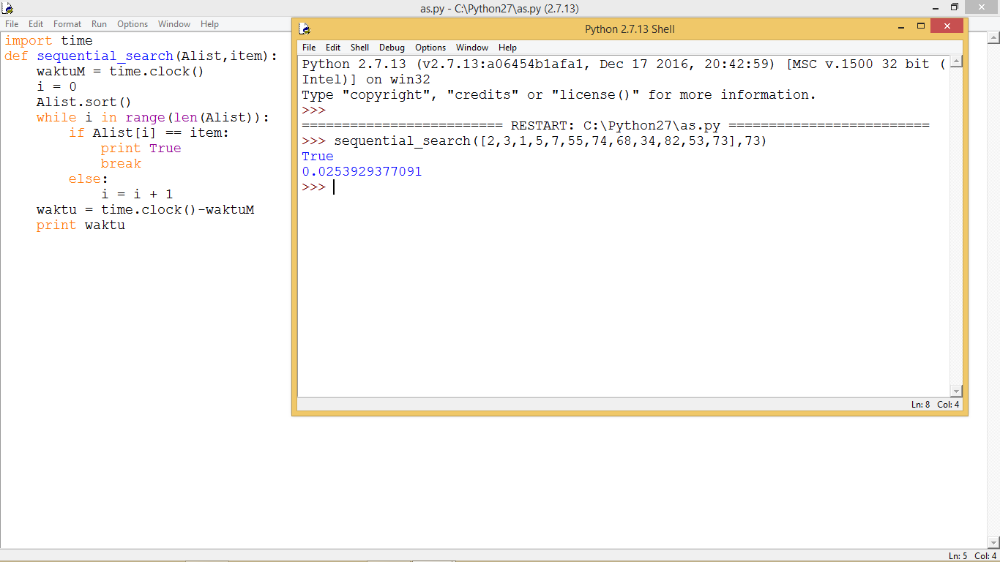 as.py - C:\Python27\as.py (2.7.13)
File Edit Format Run Options Window Help
import time
def sequential_search(Alist,item):
    waktuM = time.clock()
    i = 0
    Alist.sort()
    while i in range(len(Alist)):
        if Alist[i] == item:
            print True
            break
        else:
            i = i + 1
    waktu = time.clock()-waktuM
    print waktu
Python 2.7.13 Shell
File Edit Shell Debug Options Window Help
Python 2.7.13 (v2.7.13:a06454b1afa1, Dec 17 2016, 20:42:59) [MSC v.1500 32 bit (
Intel)] on win32
Type "copyright", "credits" or "license()" for more information.
>>>
========================= RESTART: C:\Python27\as.py =========================
>>> sequential_search([2,3,1,5,7,55,74,68,34,82,53,73],73)
True
0.0253929377091
>>>
Ln: 8 Col: 4
Ln: 5 Col: 4